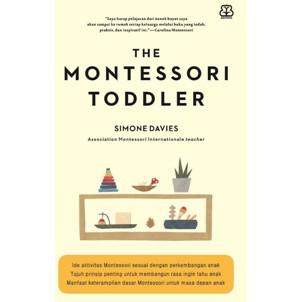 "Saya harap pelajaran dari sosok hayat saya
akan sampai ke rumah setiap keluarga melalui buku yang indah,
praktis, dan inspiratif ini."—Carolina Montessori
THE
MONTESSORI
TODDLER
SIMONE DAVIES
Association Montessori Internationale teacher
Ide aktivitas Montessori sesuai dengan perkembangan anak
Tujuh prinsip penting untuk membangun rasa ingin tahu anak
Manfaat keterampilan dasar Montessori untuk masa depan anak